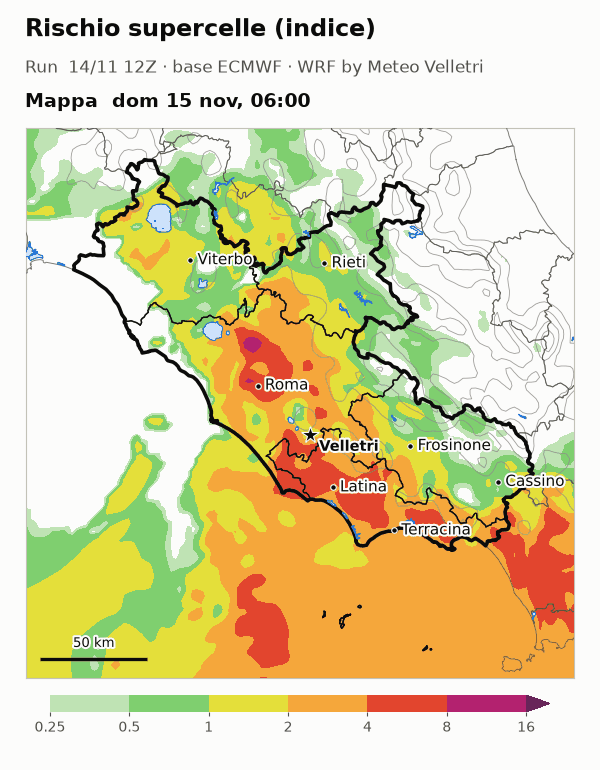 Rischio supercelle (indice)
Run 14/11 12Z · base ECMWF · WRF by Meteo Velletri
Mappa dom 15 nov, 06:00
Viterbo
Rieti
Roma
Velletri
Frosinone
Latina
Cassino
Terracina
50 km
0.25 0.5 1 2 4 8 16